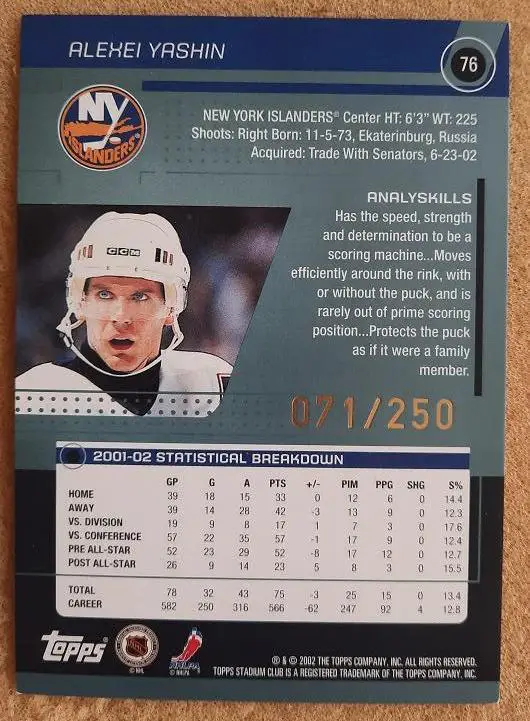 ALEXEI YASHIN
76
NY
ISLANDERS
NEW YORK ISLANDERS® Center HT: 6'3" WT: 225
Shoots: Right Born: 11-5-73, Ekaterinburg, Russia
Acquired: Trade With Senators, 6-23-02
ANALYSKILLS
Has the speed, strength
and determination to be a
scoring machine...Moves
efficiently around the rink, with
or without the puck, and is
rarely out of prime scoring
position...Protects the puck
as if it were a family
member.
CCM
071/250
2001-02 STATISTICAL BREAKDOWN
GP G A PTS +/- PIM PPG SHG S%
HOME 39 18 15 33 0 12 6 0 14.4
AWAY 39 14 28 42 -3 13 9 0 12.3
VS. DIVISION 19 9 8 17 1 7 3 0 17.6
VS. CONFERENCE 57 22 35 57 -1 17 9 0 12.4
PRE ALL-STAR 52 23 29 52 -8 17 12 0 12.7
POST ALL-STAR 26 9 14 23 5 8 3 0 15.5
TOTAL 78 32 43 75 -3 25 15 0 13.4
CAREER 582 250 316 566 -62 247 92 4 12.8
Topps
NHL
NHLPA
© NHL
© NHLPA
® & © 2002 THE TOPPS COMPANY, INC. ALL RIGHTS RESERVED.
TOPPS STADIUM CLUB IS A REGISTERED TRADEMARK OF THE TOPPS COMPANY, INC.